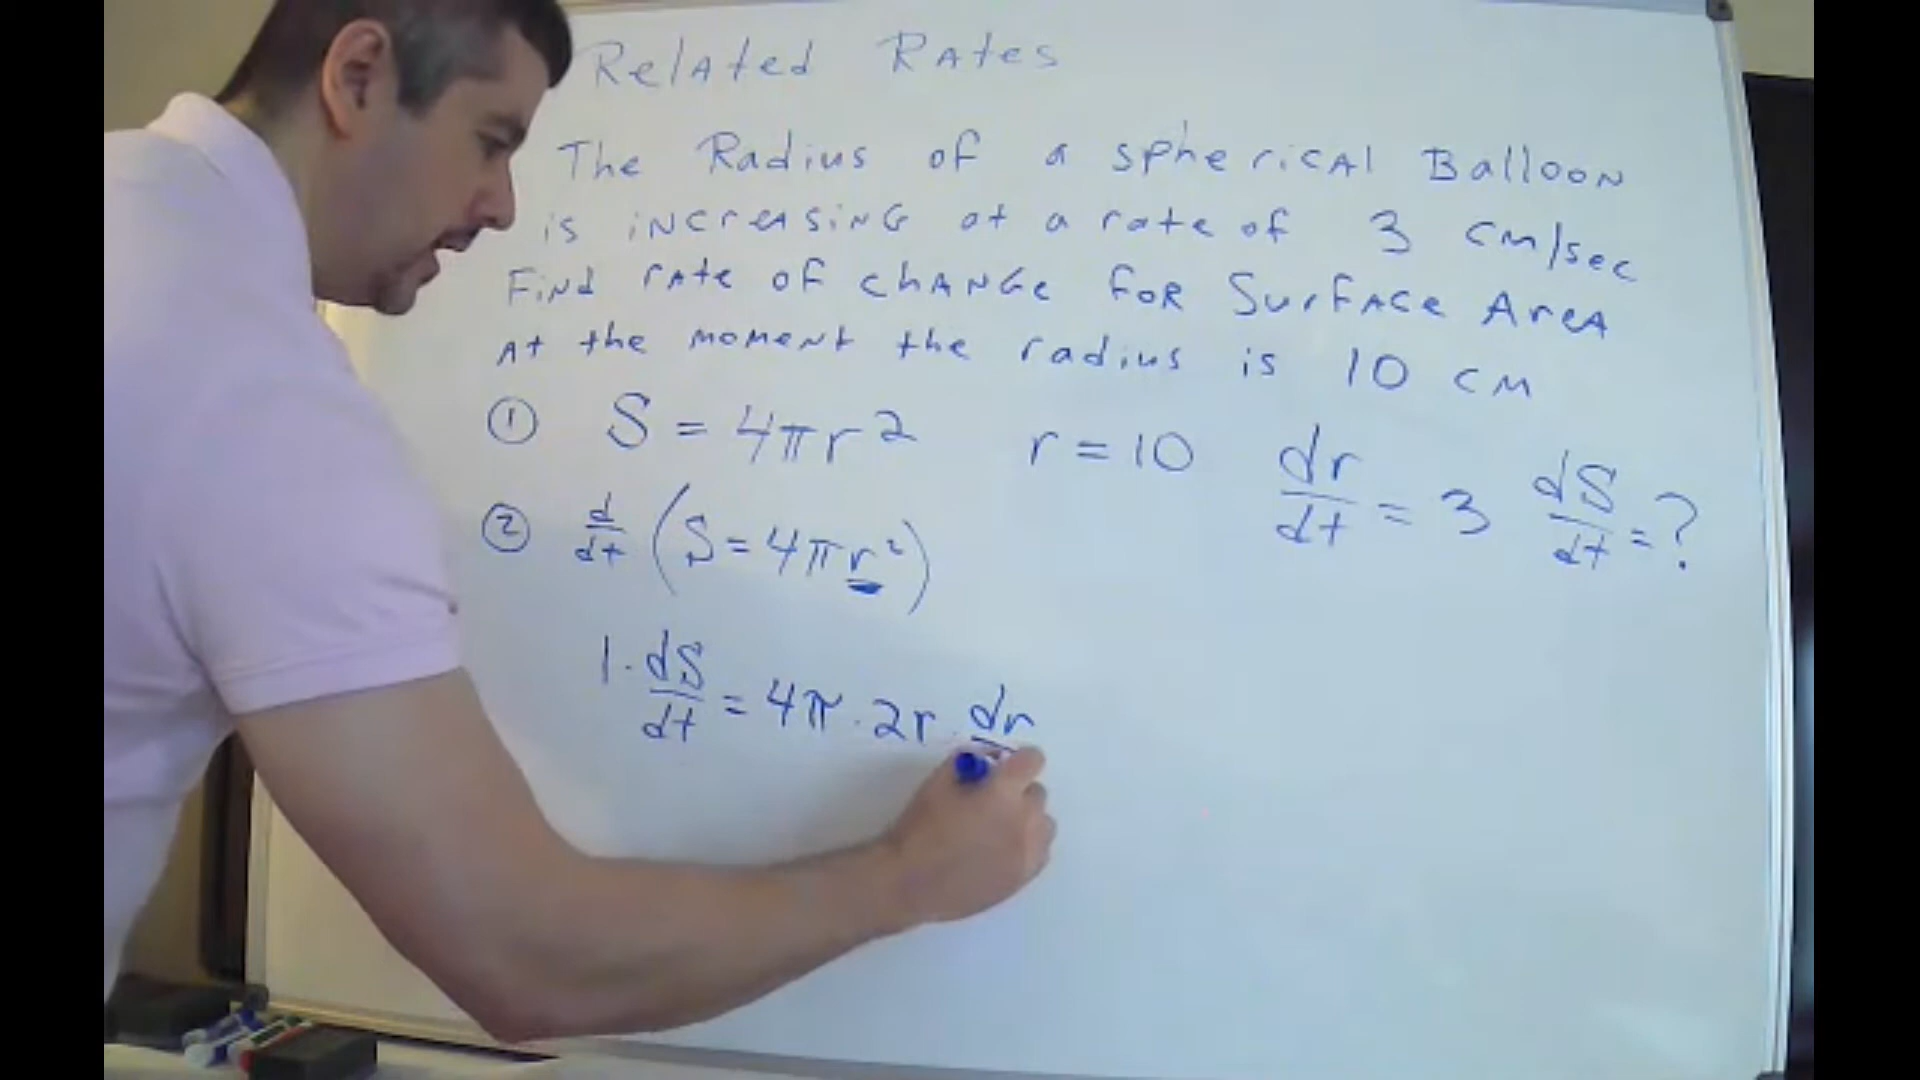 Related Rates
The Radius of a spherical Balloon
is increasing at a rate of 3 cm/sec
Find rate of change for Surface Area
At the moment the radius is 10 cm
① S = 4πr² r = 10 dr/dt = 3 dS/dt = ?
② d/dt (S = 4πr²)
1 · dS/dt = 4π · 2r · dr